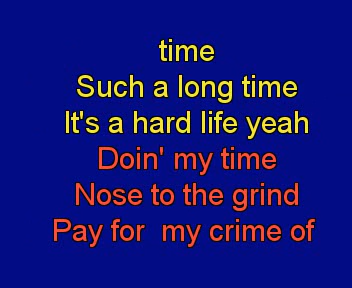 time
Such a long time
It's a hard life yeah
Doin' my time
Nose to the grind
Pay for  my crime of